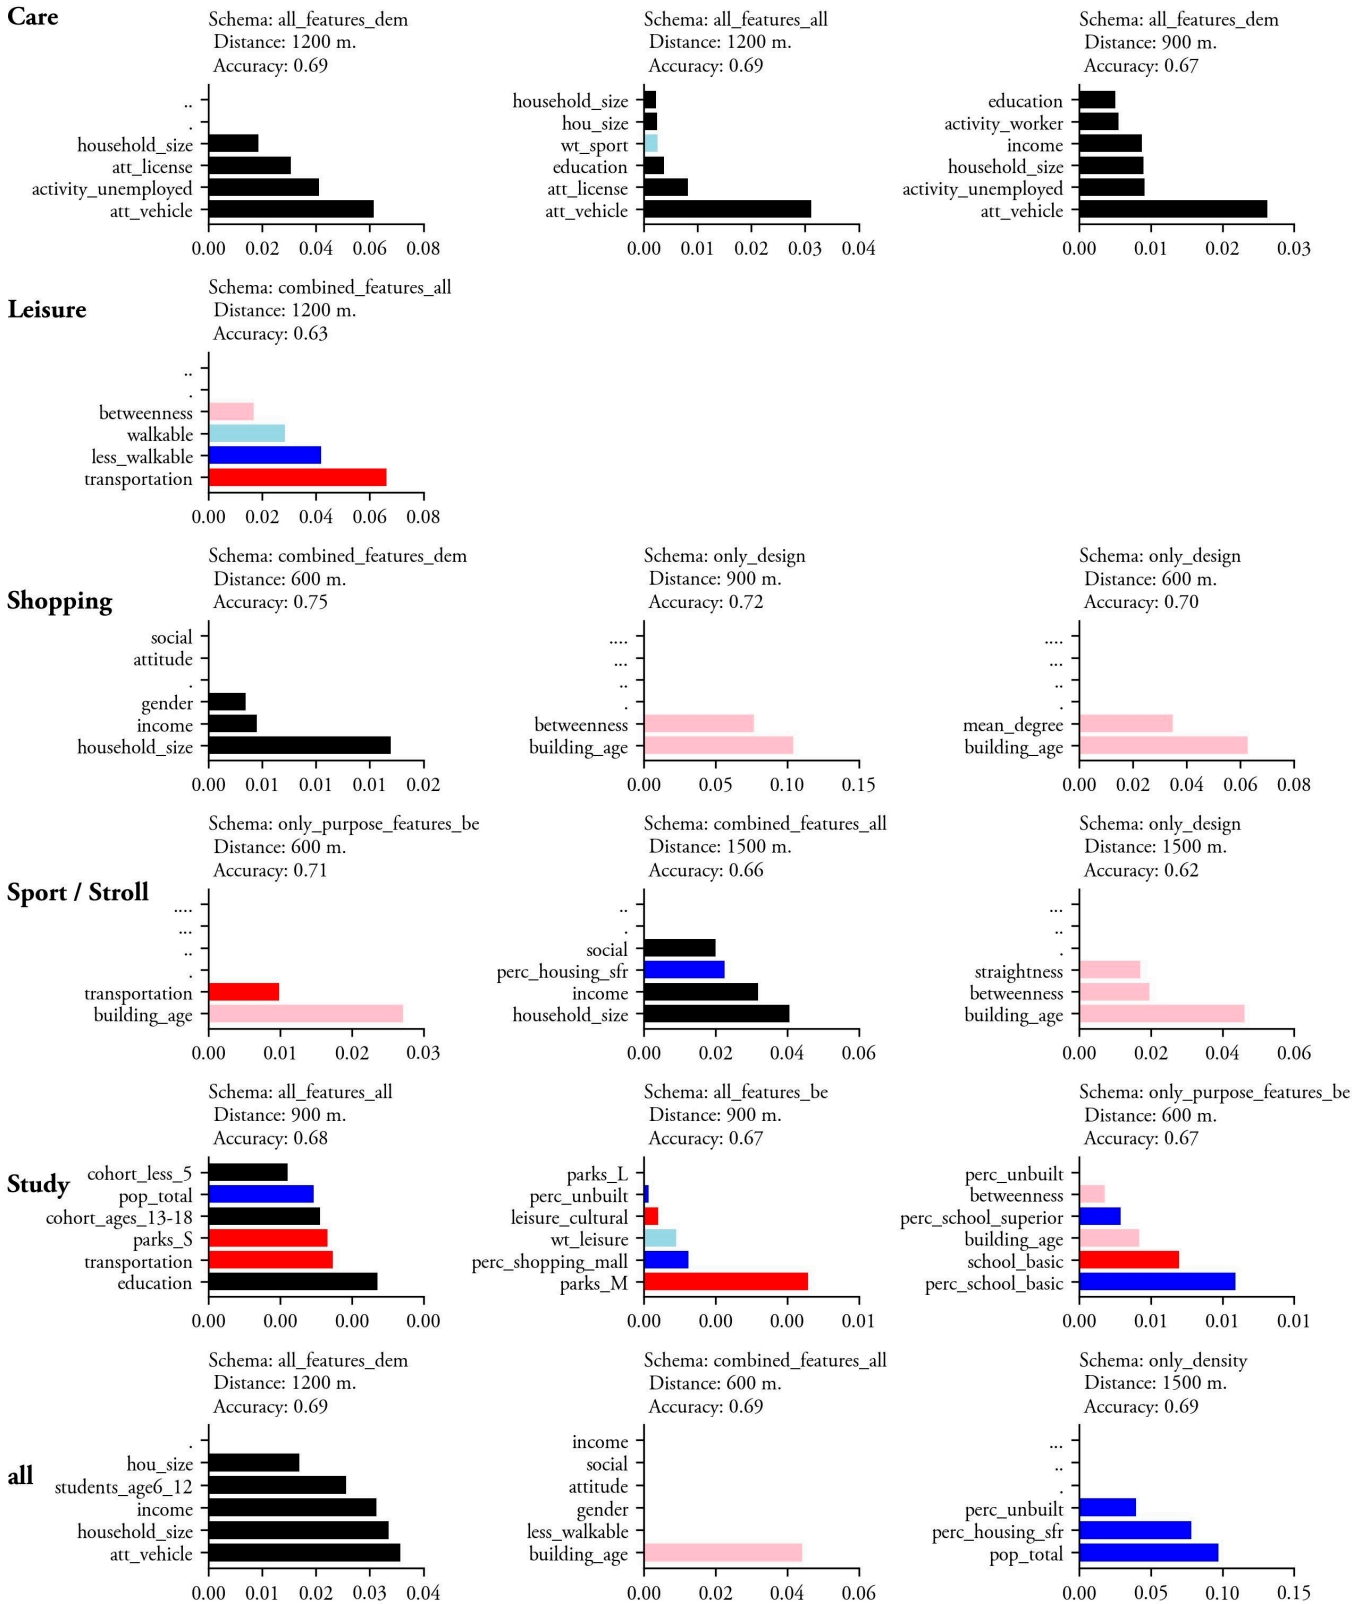 Care
Schema: all_features_dem
Distance: 1200 m.
Accuracy: 0.69
..
.
household_size
att_license
activity_unemployed
att_vehicle
0.00 0.02 0.04 0.06 0.08
Schema: all_features_all
Distance: 1200 m.
Accuracy: 0.69
household_size
hou_size
wt_sport
education
att_license
att_vehicle
0.00 0.01 0.02 0.03 0.04
Schema: all_features_dem
Distance: 900 m.
Accuracy: 0.67
education
activity_worker
income
household_size
activity_unemployed
att_vehicle
0.00 0.01 0.02 0.03
Leisure
Schema: combined_features_all
Distance: 1200 m.
Accuracy: 0.63
..
.
betweenness
walkable
less_walkable
transportation
0.00 0.02 0.04 0.06 0.08
Shopping
Schema: combined_features_dem
Distance: 600 m.
Accuracy: 0.75
social
attitude
.
gender
income
household_size
0.00 0.01 0.01 0.01 0.02
Schema: only_design
Distance: 900 m.
Accuracy: 0.72
....
...
..
.
betweenness
building_age
0.00 0.05 0.10 0.15
Schema: only_design
Distance: 600 m.
Accuracy: 0.70
....
...
..
.
mean_degree
building_age
0.00 0.02 0.04 0.06 0.08
Sport / Stroll
Schema: only_purpose_features_be
Distance: 600 m.
Accuracy: 0.71
....
...
..
.
transportation
building_age
0.00 0.01 0.02 0.03
Schema: combined_features_all
Distance: 1500 m.
Accuracy: 0.66
..
.
social
perc_housing_sfr
income
household_size
0.00 0.02 0.04 0.06
Schema: only_design
Distance: 1500 m.
Accuracy: 0.62
...
..
.
straightness
betweenness
building_age
0.00 0.02 0.04 0.06
Study
Schema: all_features_all
Distance: 900 m.
Accuracy: 0.68
cohort_less_5
pop_total
cohort_ages_13-18
parks_S
transportation
education
0.00 0.00 0.00 0.00
Schema: all_features_be
Distance: 900 m.
Accuracy: 0.67
parks_L
perc_unbuilt
leisure_cultural
wt_leisure
perc_shopping_mall
parks_M
0.00 0.00 0.00 0.01
Schema: only_purpose_features_be
Distance: 600 m.
Accuracy: 0.67
perc_unbuilt
betweenness
perc_school_superior
building_age
school_basic
perc_school_basic
0.00 0.01 0.01 0.01
all
Schema: all_features_dem
Distance: 1200 m.
Accuracy: 0.69
.
hou_size
students_age6_12
income
household_size
att_vehicle
0.00 0.01 0.02 0.03 0.04
Schema: combined_features_all
Distance: 600 m.
Accuracy: 0.69
income
social
attitude
gender
less_walkable
building_age
0.00 0.02 0.04 0.06
Schema: only_density
Distance: 1500 m.
Accuracy: 0.69
...
..
.
perc_unbuilt
perc_housing_sfr
pop_total
0.00 0.05 0.10 0.15